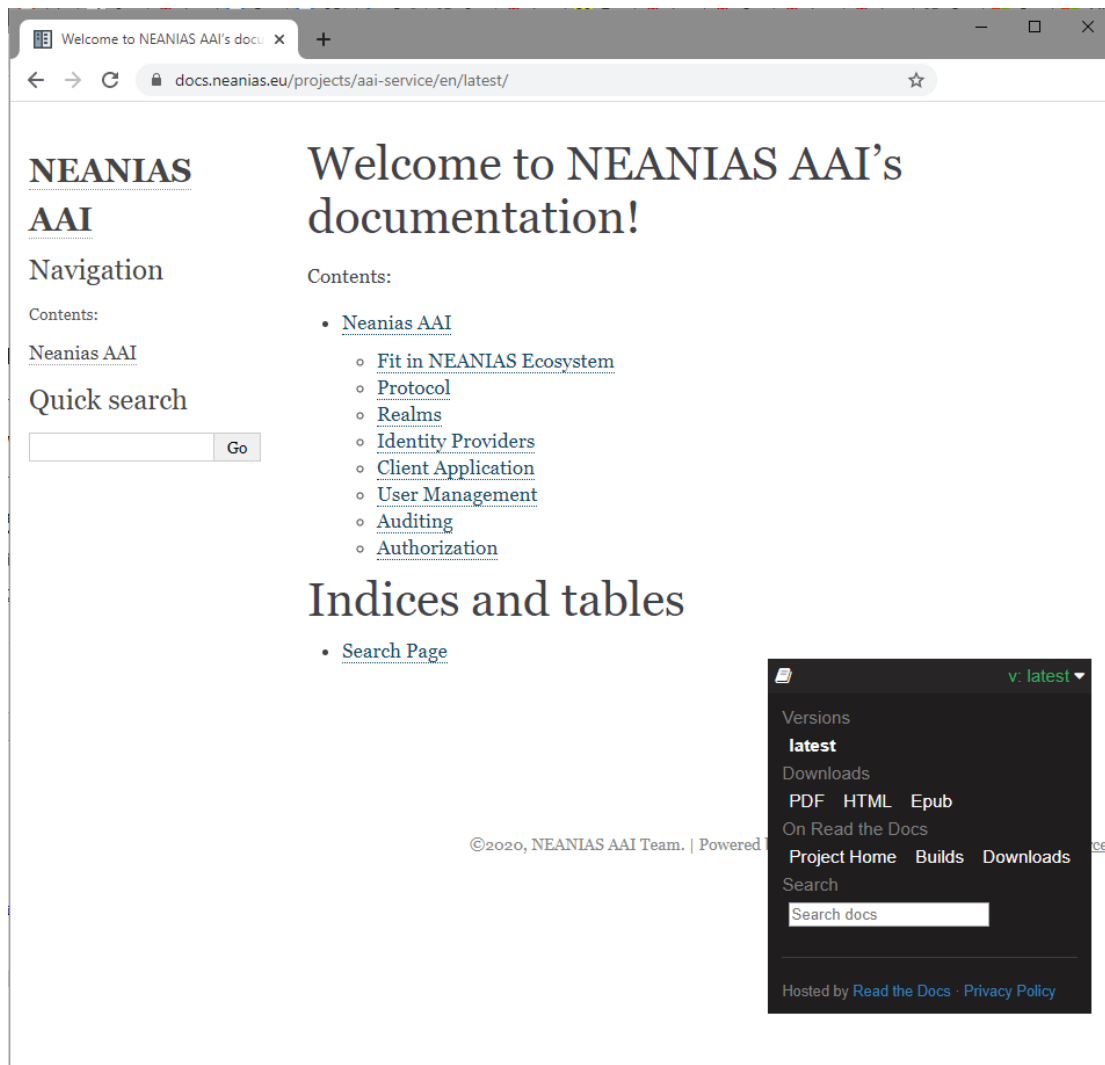 Welcome to NEANIAS AAI's docu
docs.neanias.eu/projects/aai-service/en/latest/
NEANIAS
AAI
Navigation
Contents:
Neanias AAI
Quick search
Go
Welcome to NEANIAS AAI’s
documentation!
Contents:
• Neanias AAI
◦ Fit in NEANIAS Ecosystem
◦ Protocol
◦ Realms
◦ Identity Providers
◦ Client Application
◦ User Management
◦ Auditing
◦ Authorization
Indices and tables
• Search Page
©2020, NEANIAS AAI Team. | Powered
v: latest
Versions
latest
Downloads
PDF HTML Epub
On Read the Docs
Project Home Builds Downloads
Search
Search docs
Hosted by Read the Docs · Privacy Policy